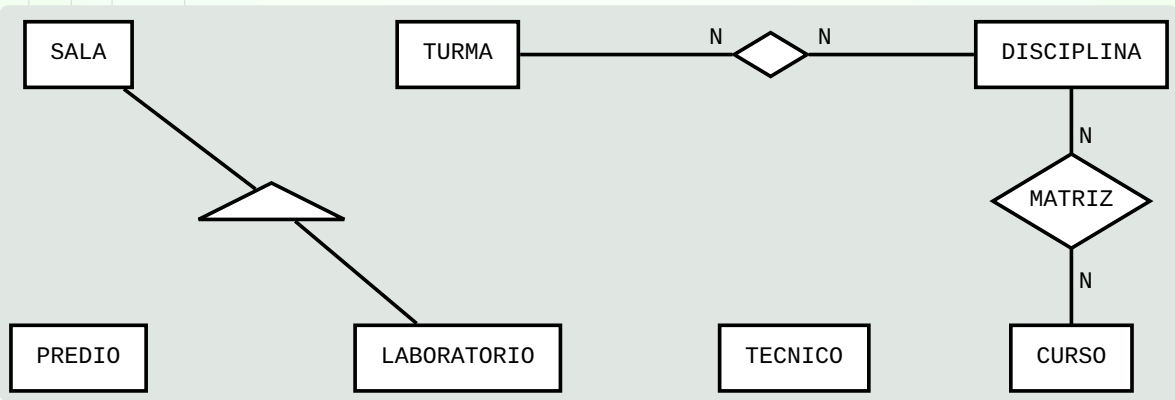 SALA
TURMA
N
N
DISCIPLINA
N
MATRIZ
N
PREDIO
LABORATORIO
TECNICO
CURSO